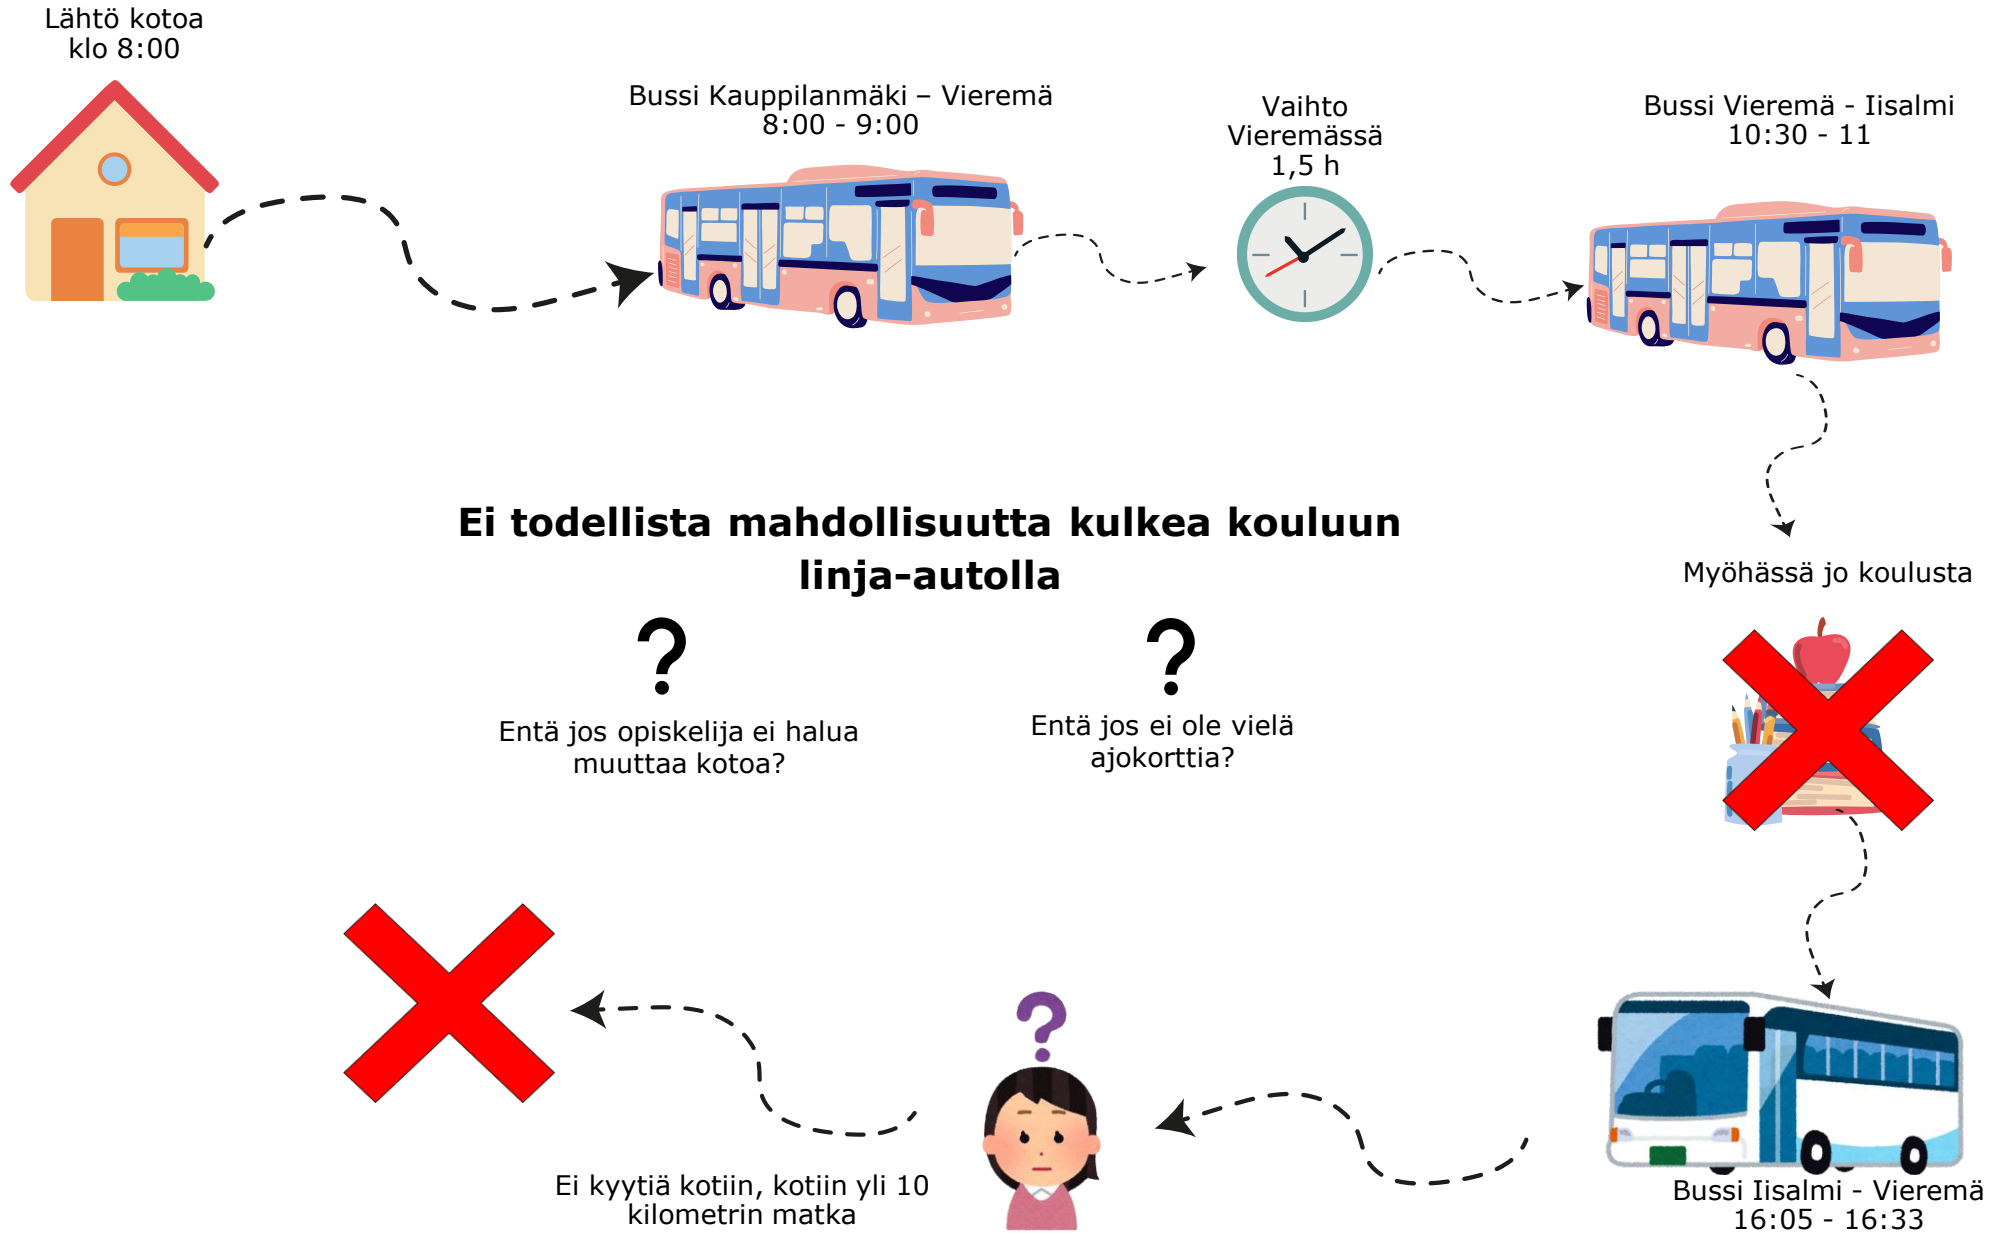 Lähtö kotoa
klo 8:00
Bussi Kauppilanmäki – Vieremä
8:00 - 9:00
Vaihto
Vieremässä
1,5 h
Bussi Vieremä - Iisalmi
10:30 - 11
Ei todellista mahdollisuutta kulkea kouluun
linja-autolla
Myöhässä jo koulusta
?
Entä jos opiskelija ei halua
muuttaa kotoa?
?
Entä jos ei ole vielä
ajokorttia?
Bussi Iisalmi - Vieremä
16:05 - 16:33
?
Ei kyytiä kotiin, kotiin yli 10
kilometrin matka